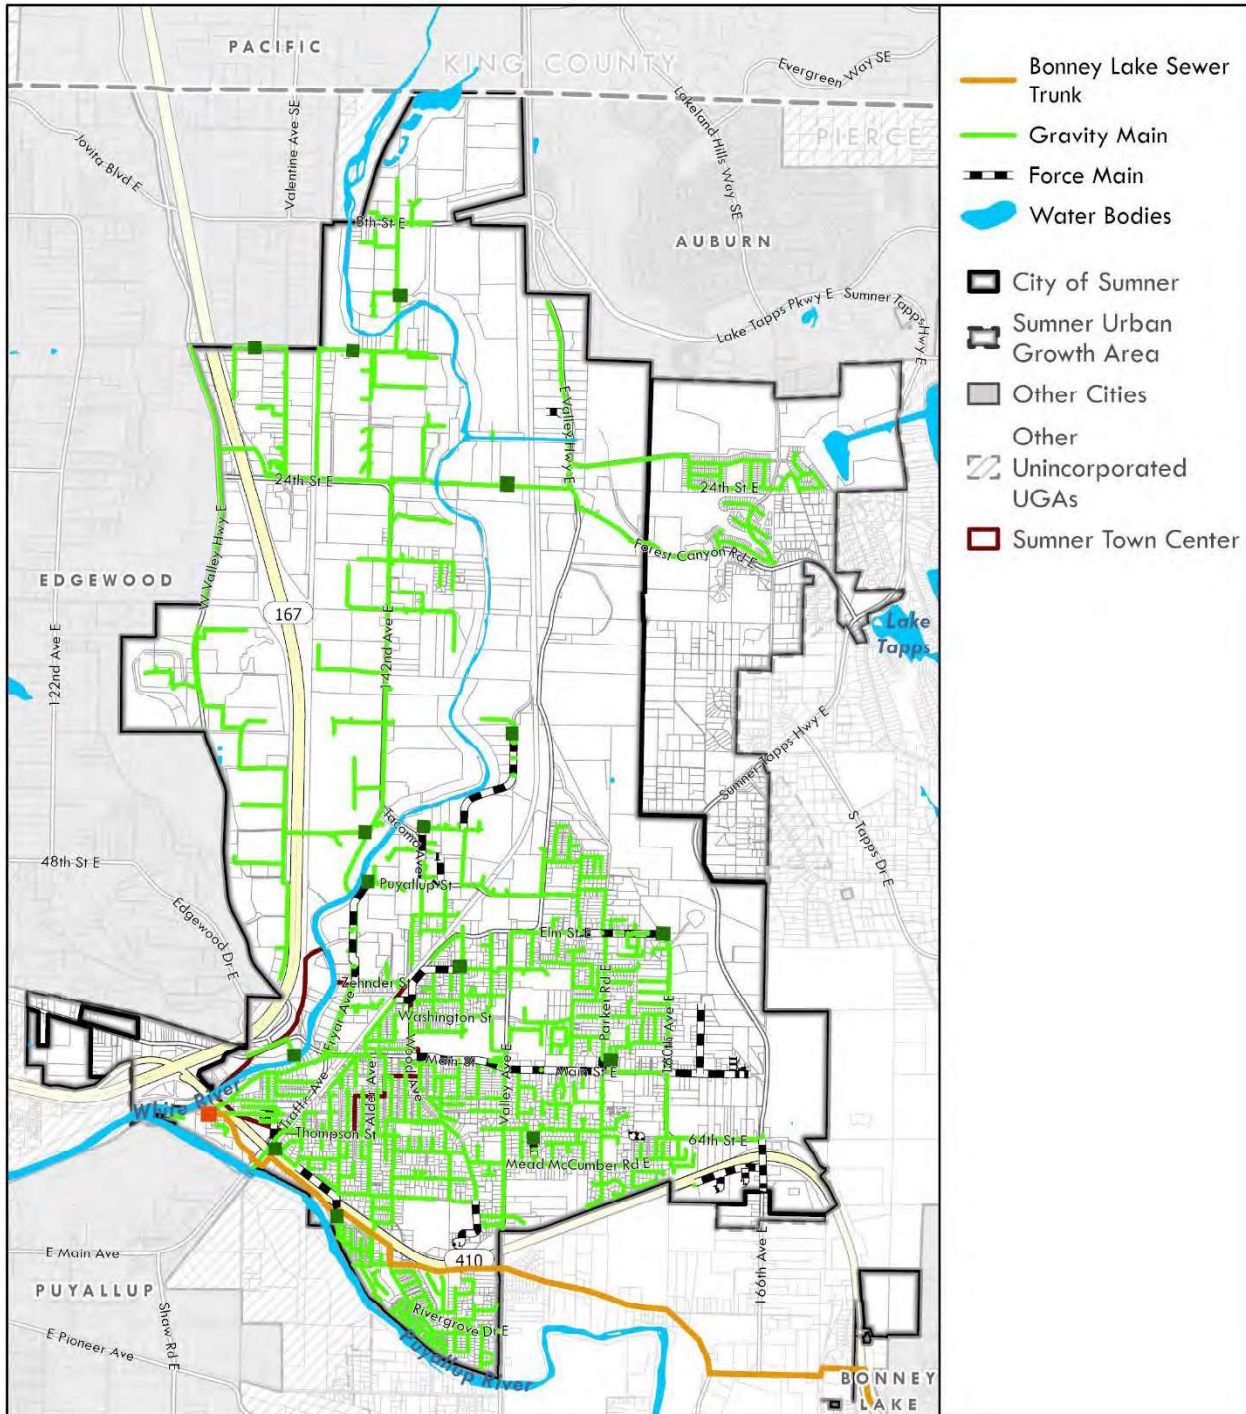 PACIFIC
KING COUNTY
Evergreen Way SE
Jovita Blvd E
Valentine Ave SE
Lakeland Hills Way SE
PIERCE
8th St E
AUBURN
Lake Tapps Pkwy E
Sumner Tapps Hwy E
E Valley Hwy E
24th St E
24th St E
Forest Canyon Rd E
W Valley Hwy E
EDGEWOOD
167
122nd Ave E
142nd Ave E
Lake
Tapps
Sumner Tapps Hwy E
S Tapps Dr E
Tacoma Ave
48th St E
Puyallup St
Edgewood Dr E
Elm St E
Zehnder St
Fryar Ave
Washington St
Parker Rd E
160th Ave E
Wood Ave
Main St
Main St E
Valley Ave E
White River
Traffic Ave
Alder Ave
Thompson St
64th St E
Mead McCumber Rd E
E Main Ave
410
166th Ave E
PUYALLUP
Shaw Rd E
Rivergrove Dr E
E Pioneer Ave
Puyallup River
BONNEY
LAKE
Bonney Lake Sewer
Trunk
Gravity Main
Force Main
Water Bodies
City of Sumner
Sumner Urban
Growth Area
Other Cities
Other
Unincorporated
UGAs
Sumner Town Center